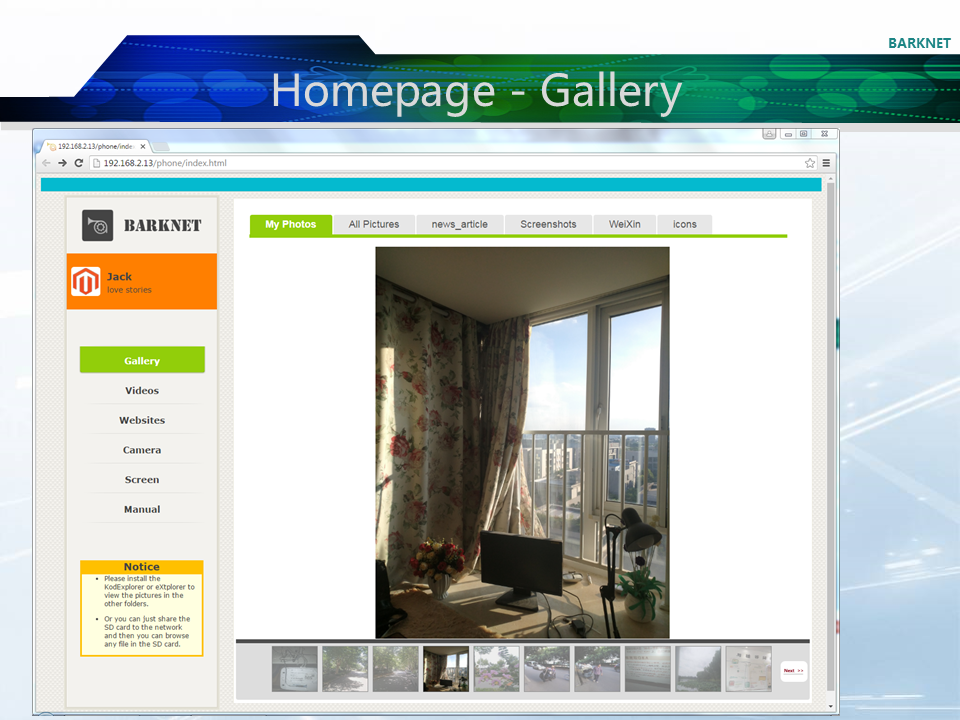 BARKNET
Homepage - Gallery
192.168.2.13/phone/inde
192.168.2.13/phone/index.html
BARKNET
Jack
love stories
Gallery
Videos
Websites
Camera
Screen
Manual
Notice
• Please install the
KodExplorer or eXtplorer to
view the pictures in the
other folders.
• Or you can just share the
SD card to the network
and then you can browse
any file in the SD card.
My Photos All Pictures news_article Screenshots WeiXin icons
Next >>